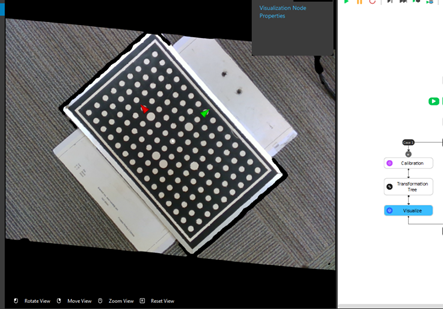 Visualization Node
Properties
Calibration
Transformation
Tree
Visualize
Rotate View
Move View
Zoom View
Reset View